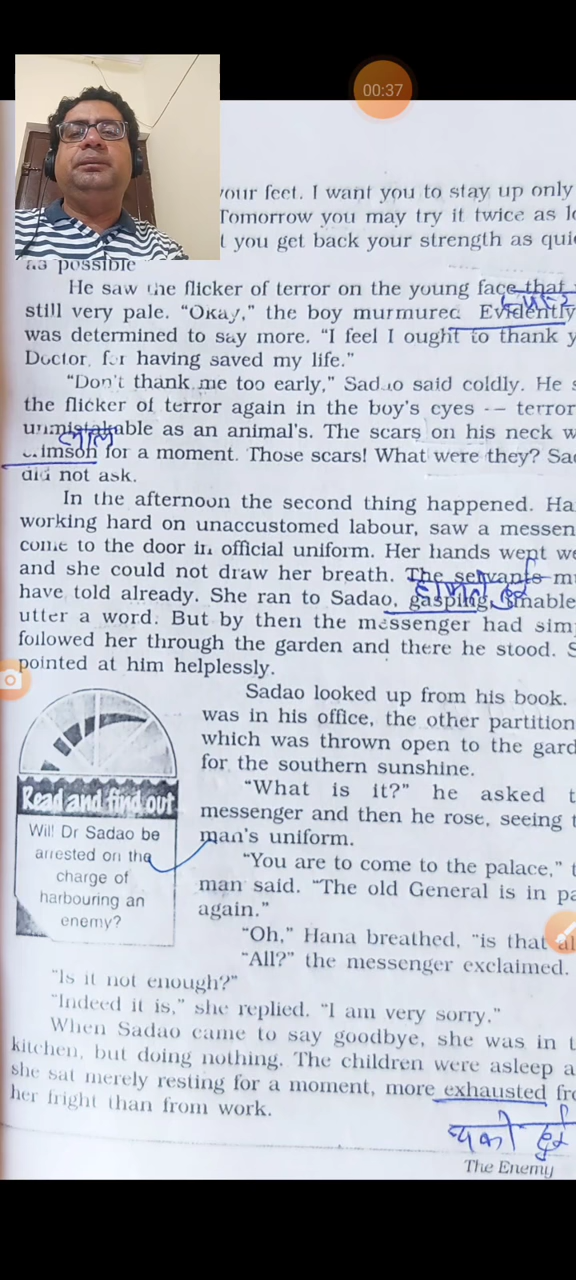 00:37
your feet. I want you to stay up only
Tomorrow you may try it twice as lo
t you get back your strength as quic
as possible
He saw the flicker of terror on the young face that
still very pale. “Okay,” the boy murmured. Evidently
was determined to say more. “I feel I ought to thank y
Doctor, for having saved my life.”
“Don't thank me too early,” Sadao said coldly. He s
the flicker of terror again in the boy's eyes -- terror
unmistakable as an animal's. The scars on his neck w
लाल
crimson for a moment. Those scars! What were they? Sad
did not ask.
In the afternoon the second thing happened. Ha
working hard on unaccustomed labour, saw a messen
come to the door in official uniform. Her hands went we
and she could not draw her breath. The servants mu
have told already. She ran to Sadao, gasping, unable
utter a word. But by then the messenger had sim
followed her through the garden and there he stood. S
pointed at him helplessly.
Sadao looked up from his book.
was in his office, the other partition
which was thrown open to the gard
for the southern sunshine.
“What is it?” he asked t
messenger and then he rose, seeing t
man's uniform.
“You are to come to the palace,” t
man said. “The old General is in pa
again.”
“Oh,” Hana breathed, “is that al
“All?” the messenger exclaimed.
“Is it not enough?”
“Indeed it is,” she replied. “I am very sorry.”
When Sadao came to say goodbye, she was in t
kitchen, but doing nothing. The children were asleep a
she sat merely resting for a moment, more exhausted fro
her fright than from work.
Read and find out
Will Dr Sadao be
arrested on the
charge of
harbouring an
enemy?
थकी हुई
The Enemy